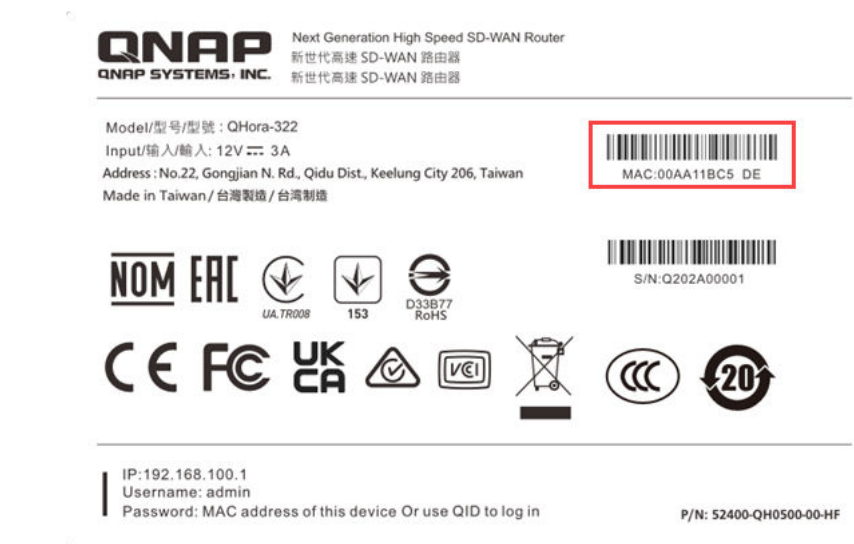 QNAP
QNAP SYSTEMS, INC.
Next Generation High Speed SD-WAN Router
新世代高速 SD-WAN 路由器
新世代高速 SD-WAN 路由器
Model/型号/型號 : QHora-322
Input/输入/輸入: 12V ⎓ 3A
Address : No.22, Gongjian N. Rd., Qidu Dist., Keelung City 206, Taiwan
Made in Taiwan / 台灣製造 / 台湾制造
MAC:00AA11BC5 DE
S/N:Q202A00001
NOM
EAC
UA.TR008
153
D33B77
RoHS
CE
FC
UK
CA
VCI
CCC
20
IP:192.168.100.1
Username: admin
Password: MAC address of this device Or use QID to log in
P/N: 52400-QH0500-00-HF